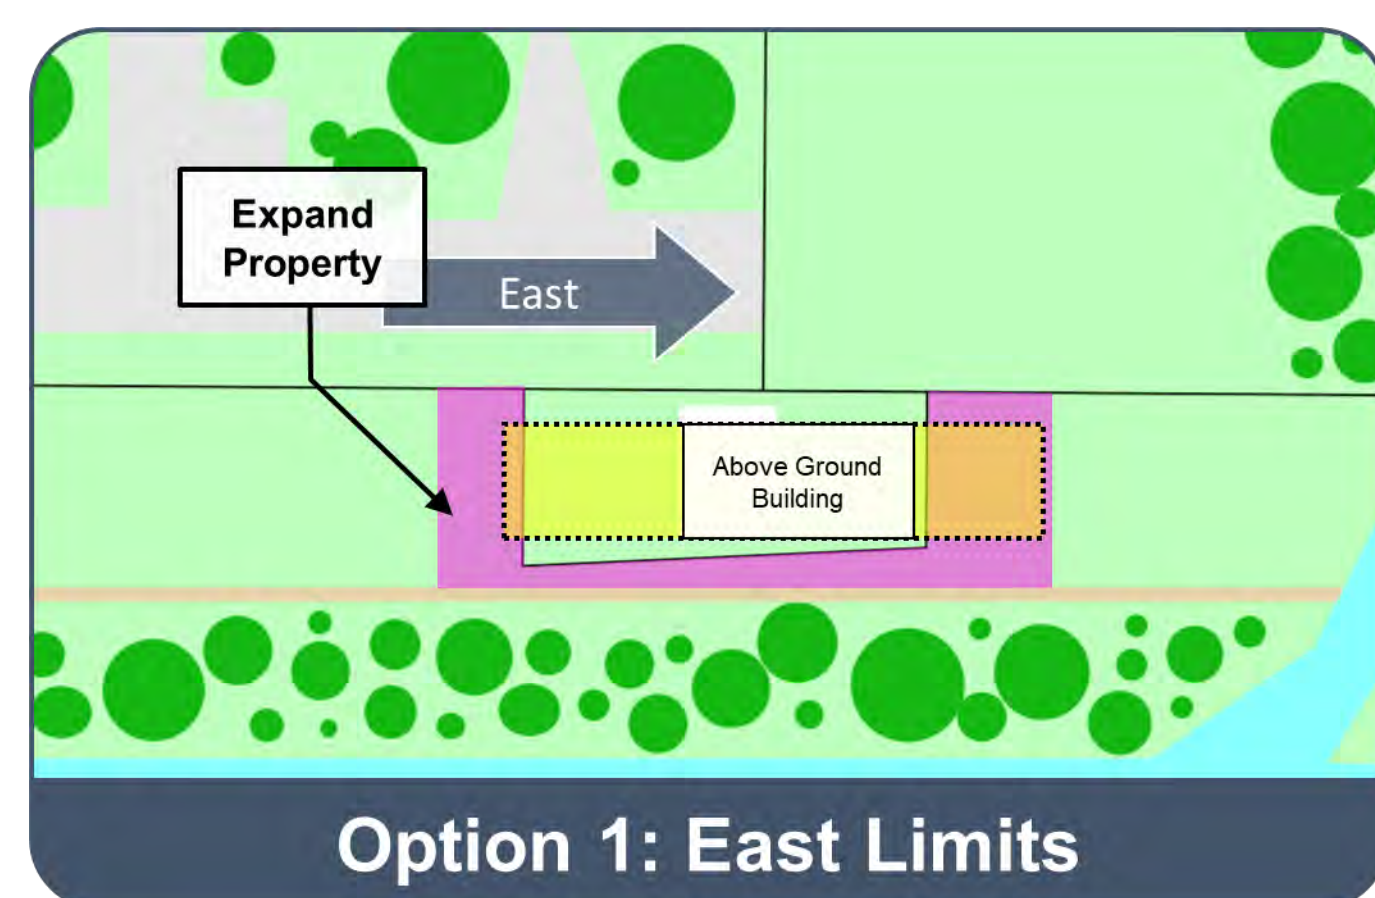 Expand
Property
East
Above Ground
Building
Option 1: East Limits